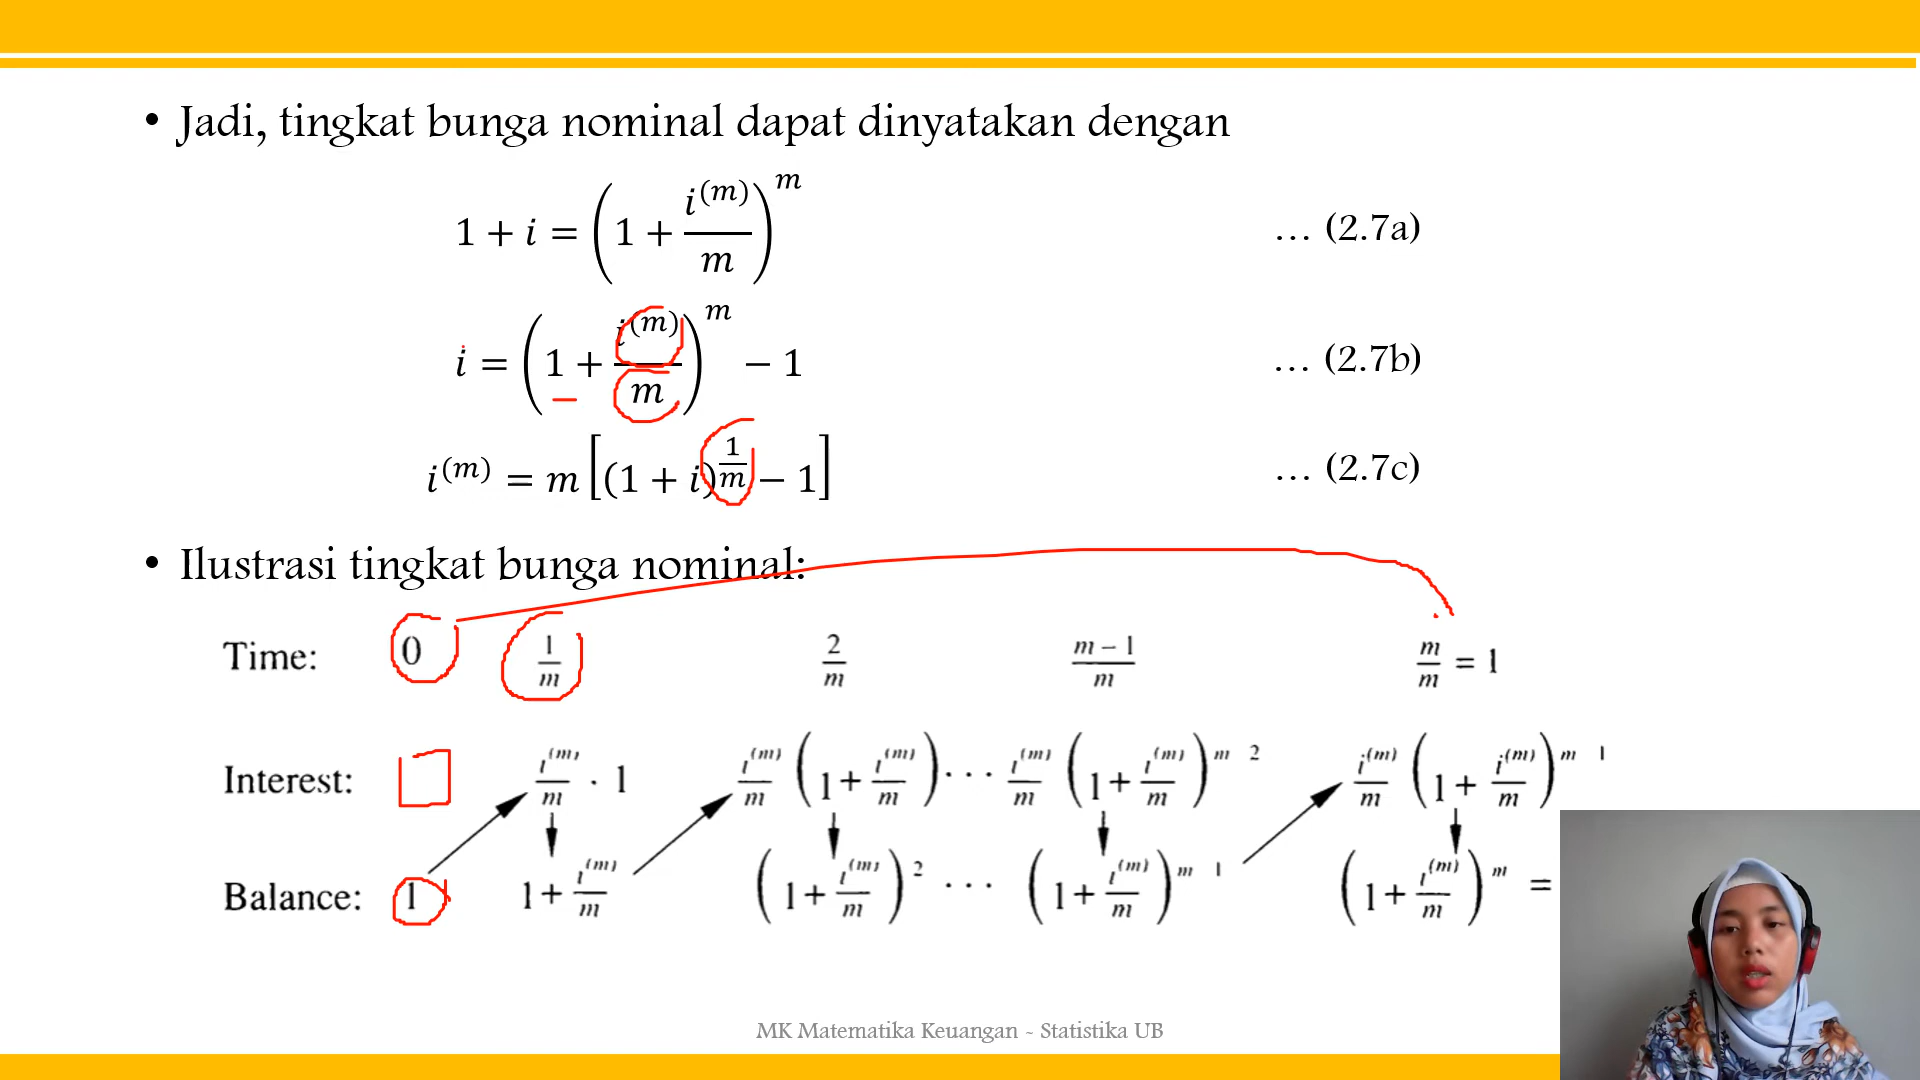 • Jadi, tingkat bunga nominal dapat dinyatakan dengan
1 + i = (1 + i^(m)/m)^m … (2.7a)
i = (1 + i^(m)/m)^m − 1 … (2.7b)
i^(m) = m[(1 + i)^(1/m) − 1] … (2.7c)
• Ilustrasi tingkat bunga nominal:
Time: 0 1/m 2/m (m − 1)/m m/m = 1
Interest: i^(m)/m · 1 i^(m)/m (1 + i^(m)/m) ··· i^(m)/m (1 + i^(m)/m)^(m 2) i^(m)/m (1 + i^(m)/m)^(m 1)
Balance: 1 1 + i^(m)/m (1 + i^(m)/m)^2 ··· (1 + i^(m)/m)^(m 1) (1 + i^(m)/m)^m =
MK Matematika Keuangan ~ Statistika UB